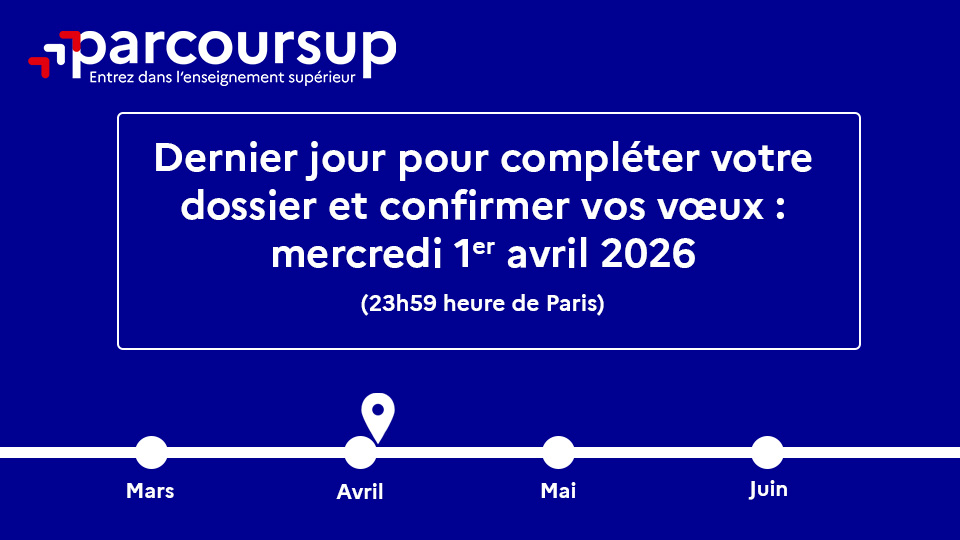 parcoursup
Entrez dans l'enseignement supérieur
Dernier jour pour compléter votre
dossier et confirmer vos vœux :
mercredi 1er avril 2026
(23h59 heure de Paris)
Mars
Avril
Mai
Juin